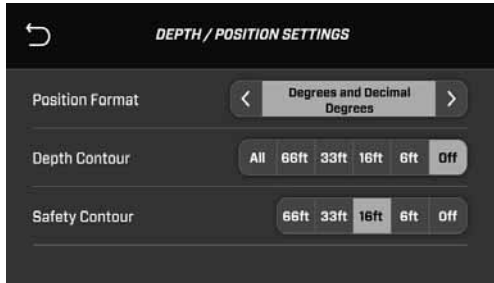 DEPTH / POSITION SETTINGS
Position Format
Degrees and Decimal
Degrees
Depth Contour All 66ft 33ft 16ft 6ft Off
Safety Contour 66ft 33ft 16ft 6ft Off